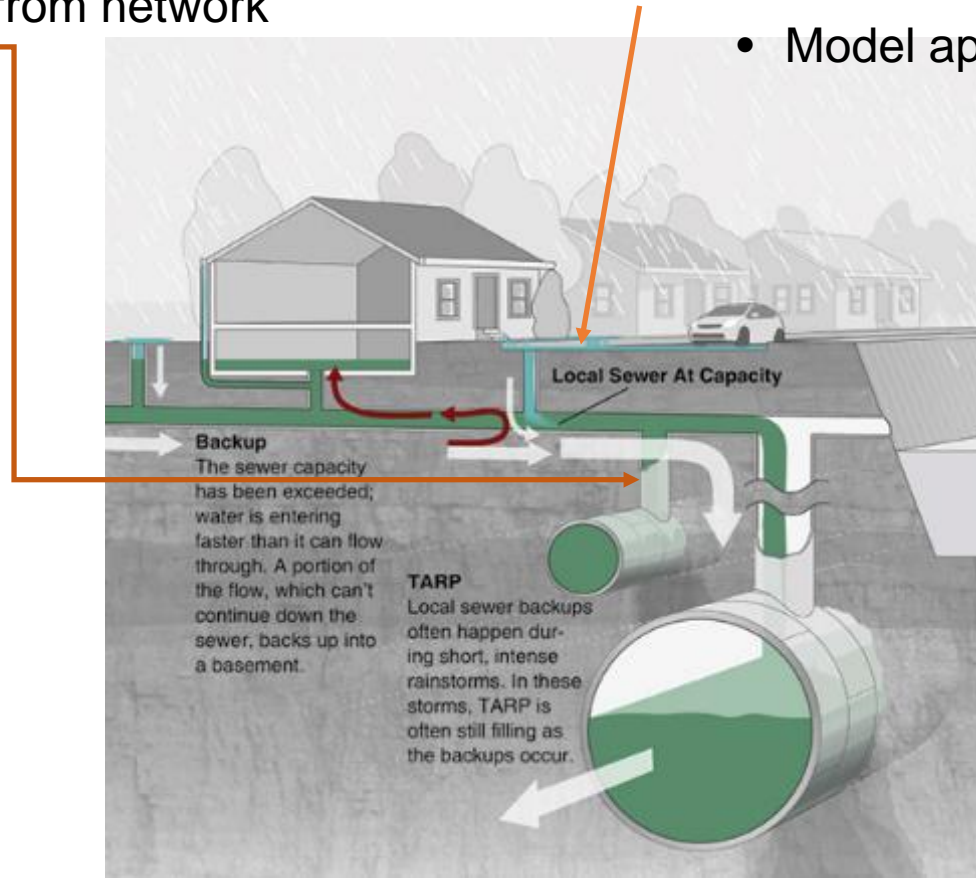 from network
• Model ap
Local Sewer At Capacity
Backup
The sewer capacity
has been exceeded;
water is entering
faster than it can flow
through. A portion of
the flow, which can't
continue down the
sewer, backs up into
a basement.
TARP
Local sewer backups
often happen dur-
ing short, intense
rainstorms. In these
storms, TARP is
often still filling as
the backups occur.